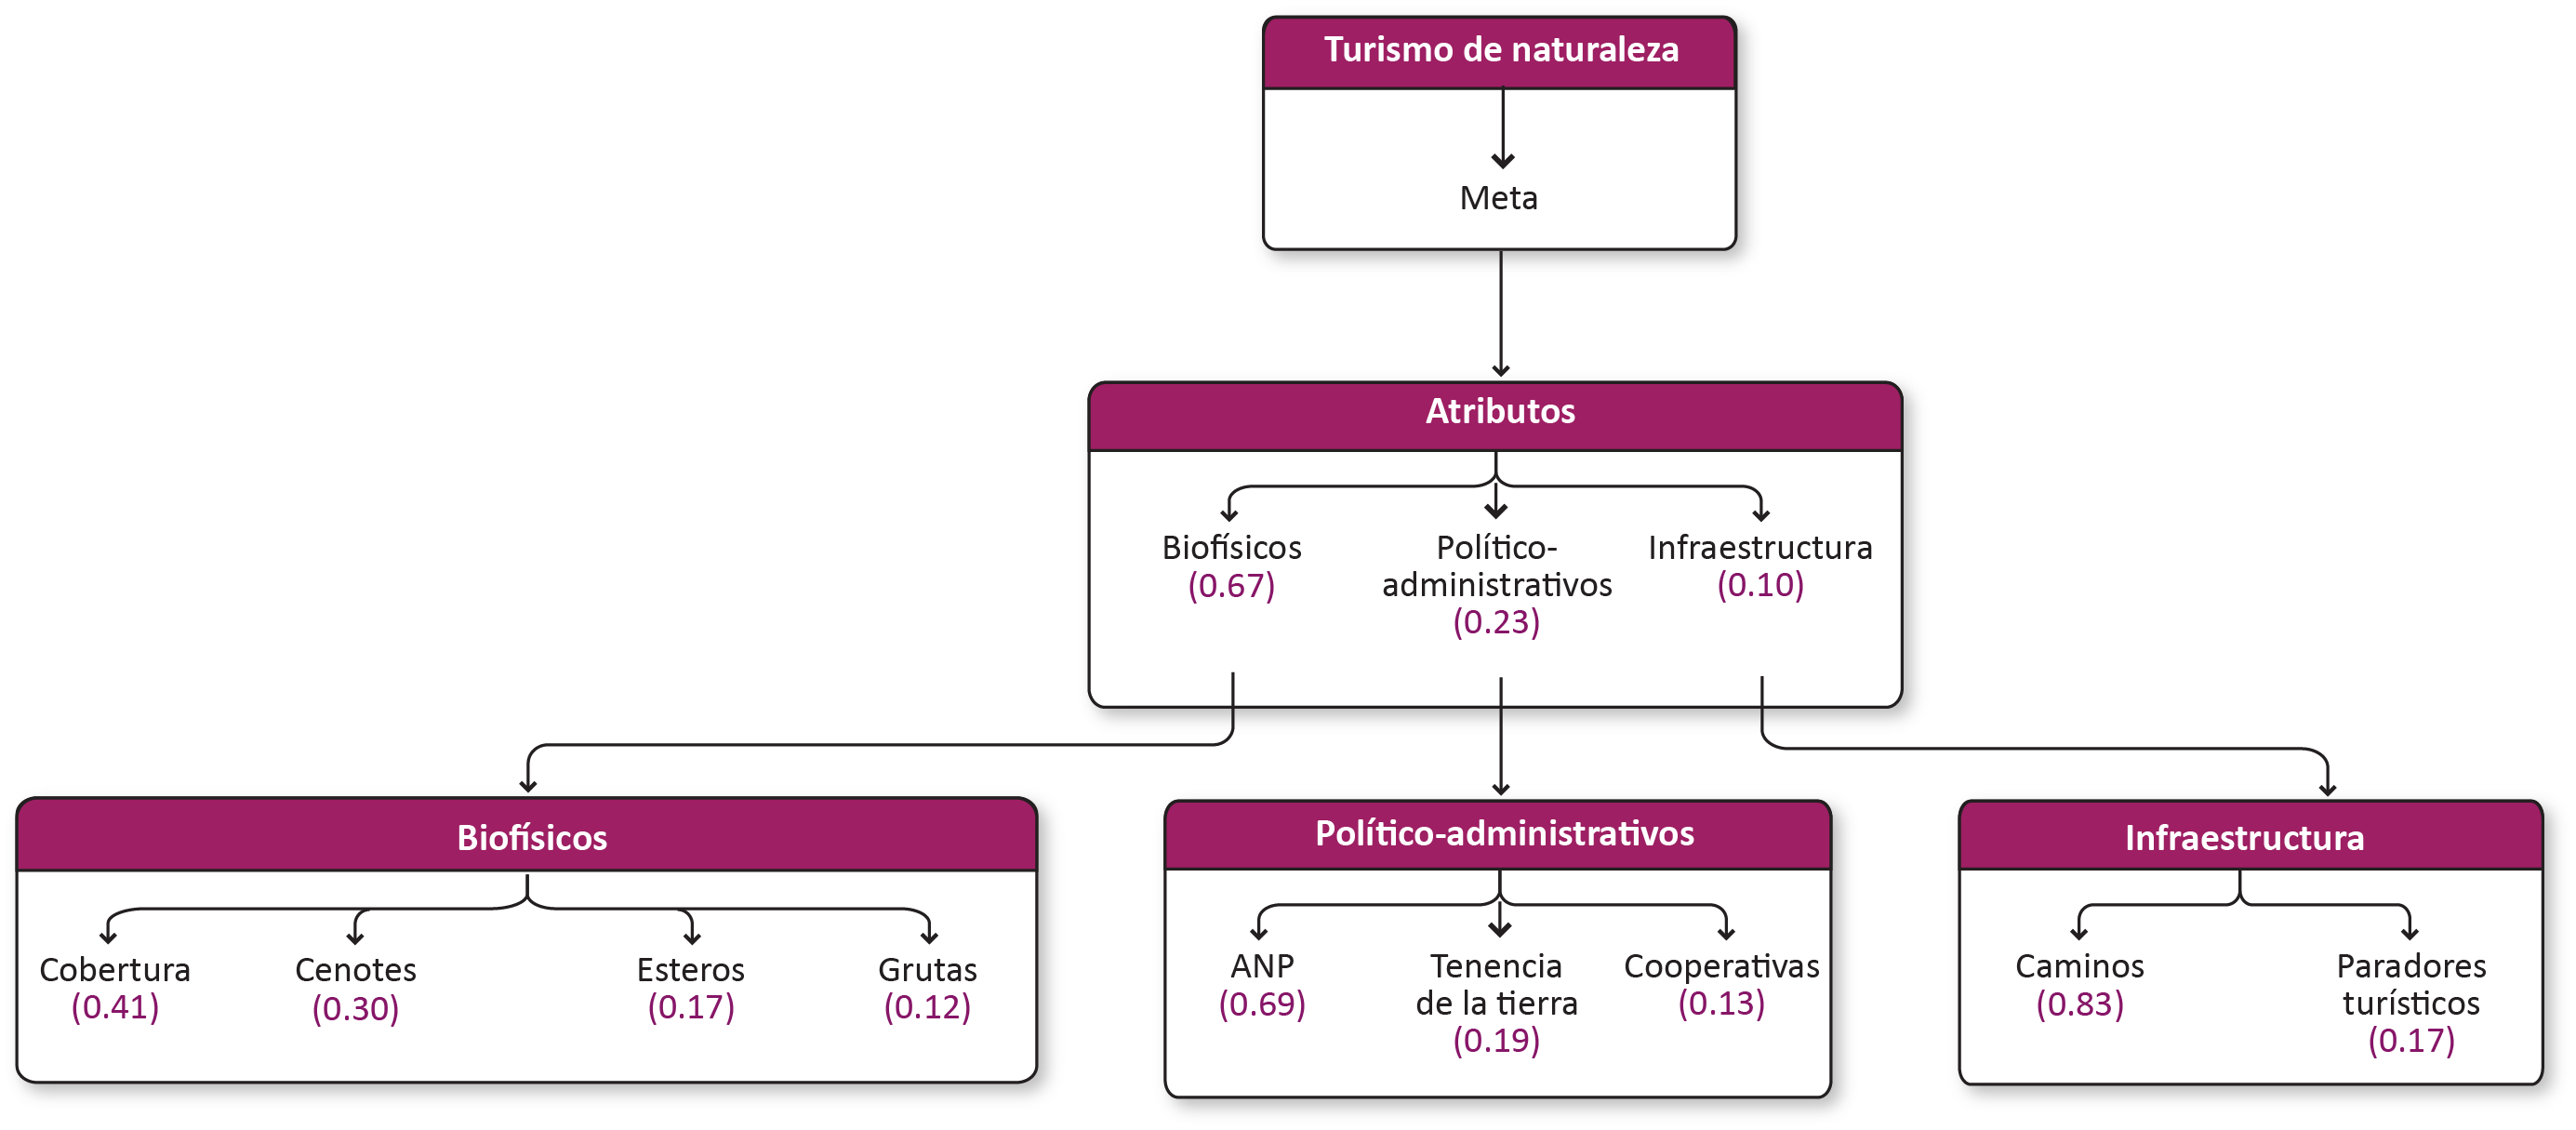 Turismo de naturaleza
Meta
Atributos
Biofísicos
(0.67)
Político-
administrativos
(0.23)
Infraestructura
(0.10)
Biofísicos
Cobertura
(0.41)
Cenotes
(0.30)
Esteros
(0.17)
Grutas
(0.12)
Político-administrativos
ANP
(0.69)
Tenencia
de la tierra
(0.19)
Cooperativas
(0.13)
Infraestructura
Caminos
(0.83)
Paradores
turísticos
(0.17)